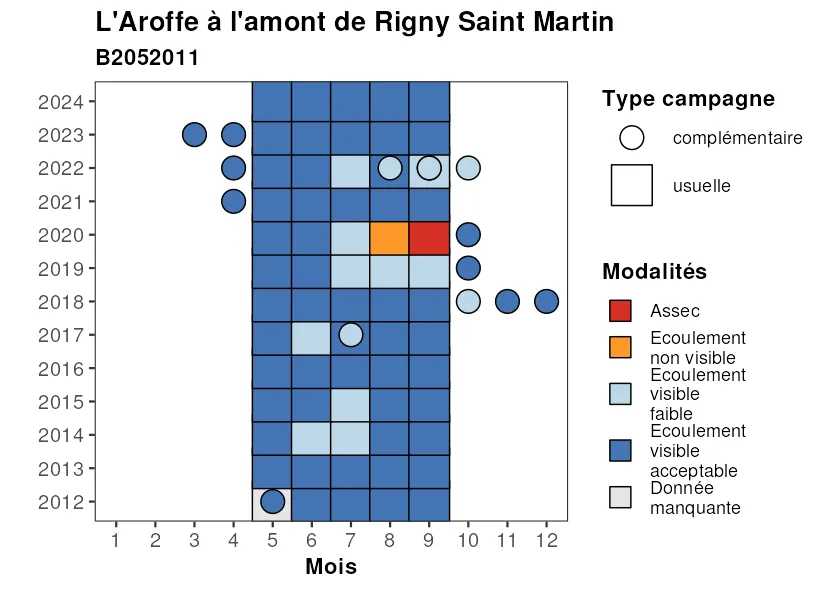 L'Aroffe à l'amont de Rigny Saint Martin
B2052011
2024
2023
2022
2021
2020
2019
2018
2017
2016
2015
2014
2013
2012
1 2 3 4 5 6 7 8 9 10 11 12
Mois
Type campagne
complémentaire
usuelle
Modalités
Assec
Ecoulement
non visible
Ecoulement
visible
faible
Ecoulement
visible
acceptable
Donnée
manquante